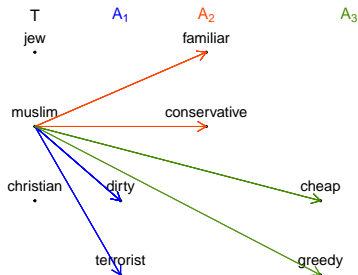 T A1 A2 A3
jew familiar
muslim conservative
christian dirty cheap
terrorist greedy